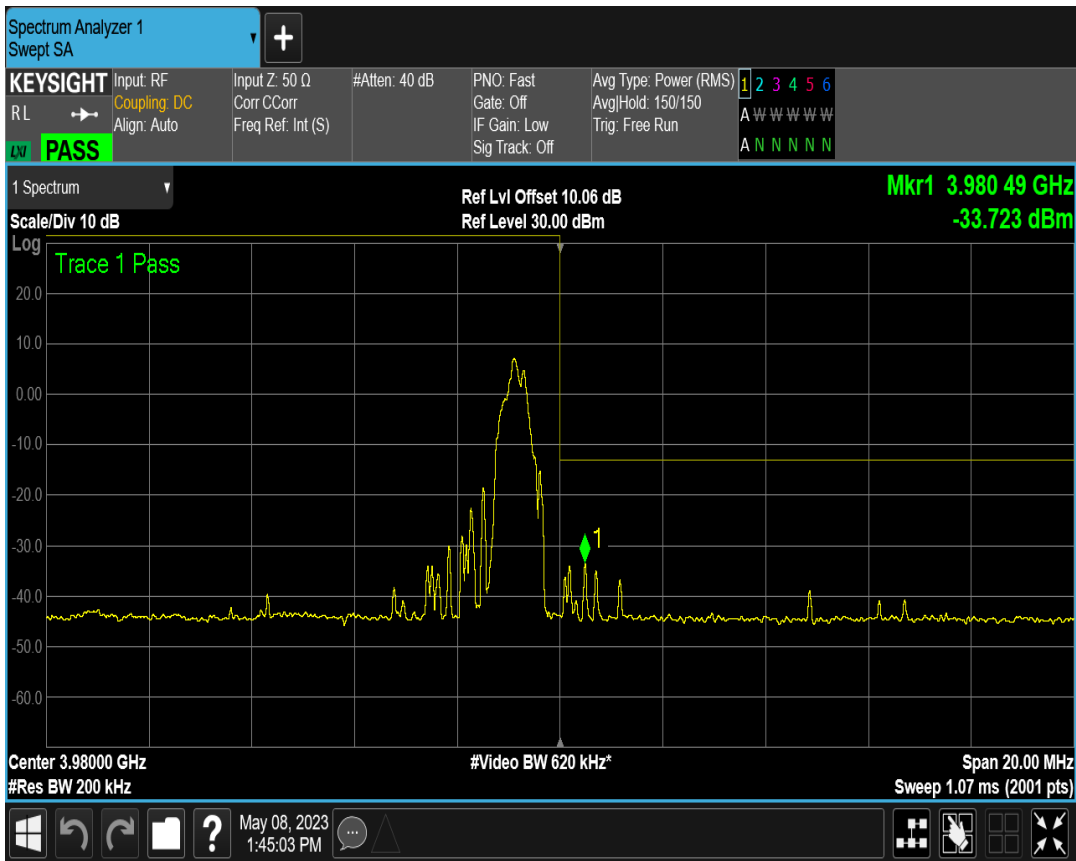 Spectrum Analyzer 1
Swept SA
+
KEYSIGHT
R L
LXI
PASS
Input: RF
Coupling: DC
Align: Auto
Input Z: 50 Ω
Corr CCorr
Freq Ref: Int (S)
#Atten: 40 dB
PNO: Fast
Gate: Off
IF Gain: Low
Sig Track: Off
Avg Type: Power (RMS)
Avg|Hold: 150/150
Trig: Free Run
1 2 3 4 5 6
A W W W W W
A N N N N N
1 Spectrum
Scale/Div 10 dB
Ref Lvl Offset 10.06 dB
Ref Level 30.00 dBm
Mkr1 3.980 49 GHz
-33.723 dBm
Log
Trace 1 Pass
20.0
10.0
0.00
-10.0
-20.0
-30.0
-40.0
-50.0
-60.0
1
Center 3.98000 GHz
#Res BW 200 kHz
#Video BW 620 kHz*
Span 20.00 MHz
Sweep 1.07 ms (2001 pts)
?
May 08, 2023
1:45:03 PM
...